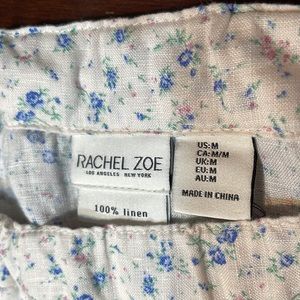 RACHEL ZOE
LOS ANGELES NEW YORK
100% linen
US:M
CA:M/M
UK:M
EU:M
AU:M
MADE IN CHINA